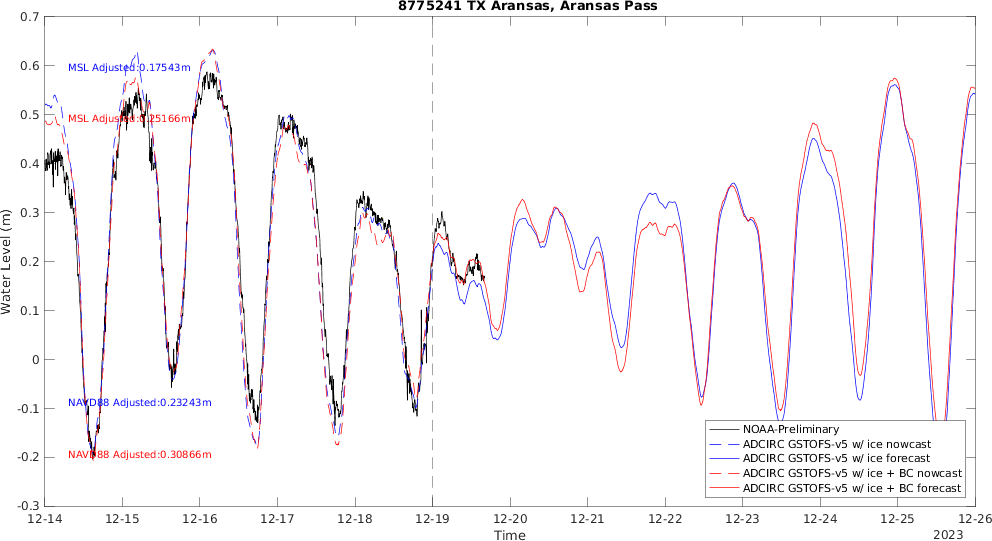 8775241 TX Aransas, Aransas Pass
0.7
0.6
0.5
0.4
0.3
0.2
0.1
0
-0.1
-0.2
-0.3
Water Level (m)
MSL Adjusted:0.17543m
MSL Adjusted:0.25166m
NAVD88 Adjusted:0.23243m
NAVD88 Adjusted:0.30866m
NOAA-Preliminary
ADCIRC GSTOFS-v5 w/ ice nowcast
ADCIRC GSTOFS-v5 w/ ice forecast
ADCIRC GSTOFS-v5 w/ ice + BC nowcast
ADCIRC GSTOFS-v5 w/ ice + BC forecast
12-14 12-15 12-16 12-17 12-18 12-19 12-20 12-21 12-22 12-23 12-24 12-25 12-26
Time
2023